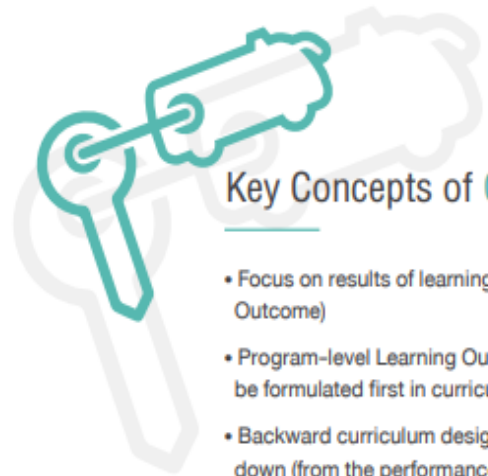 Key Concepts of
• Focus on results of learning
Outcome)
• Program-level Learning Ou
be formulated first in curricu
• Backward curriculum desig
down (from the performanc